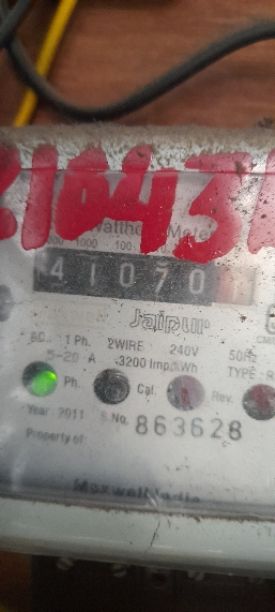 21043
Watthour Meter
1000 100
41070
Jaipur
1 Ph. 2WIRE 240V 50Hz
5-20 A 3200 Imp/kWh TYPE-R
Ph. Cal. Rev.
Year: 2011 S No. 863628
Property of: